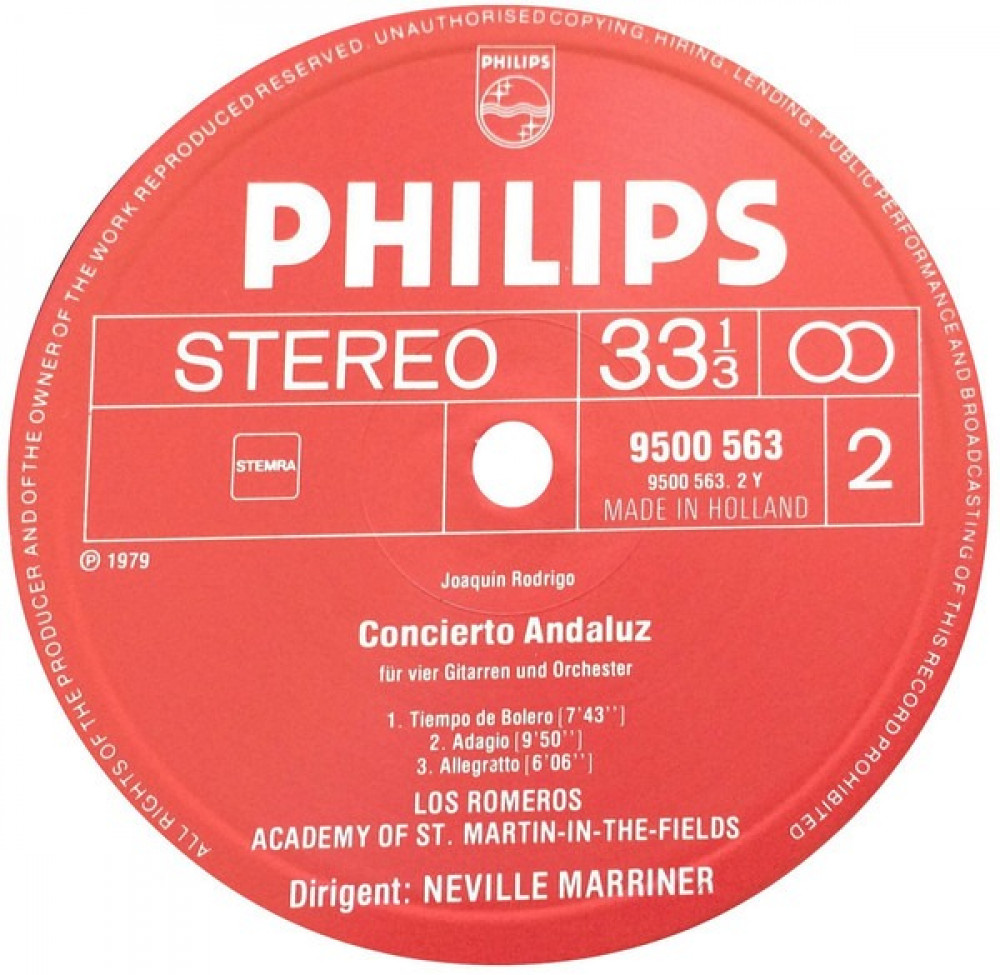 ALL RIGHTS OF THE PRODUCER AND OF THE OWNER OF THE WORK REPRODUCED RESERVED. UNAUTHORISED COPYING, HIRING, LENDING, PUBLIC PERFORMANCE AND BROADCASTING OF THIS RECORD PROHIBITED
PHILIPS
PHILIPS
STEREO 33 1/3
STEMRA
9500 563
9500 563. 2 Y
MADE IN HOLLAND
2
℗ 1979
Joaquin Rodrigo
Concierto Andaluz
für vier Gitarren und Orchester
1. Tiempo de Bolero [7'43'']
2. Adagio [9'50'']
3. Allegratto [6'06'']
LOS ROMEROS
ACADEMY OF ST. MARTIN-IN-THE-FIELDS
Dirigent: NEVILLE MARRINER